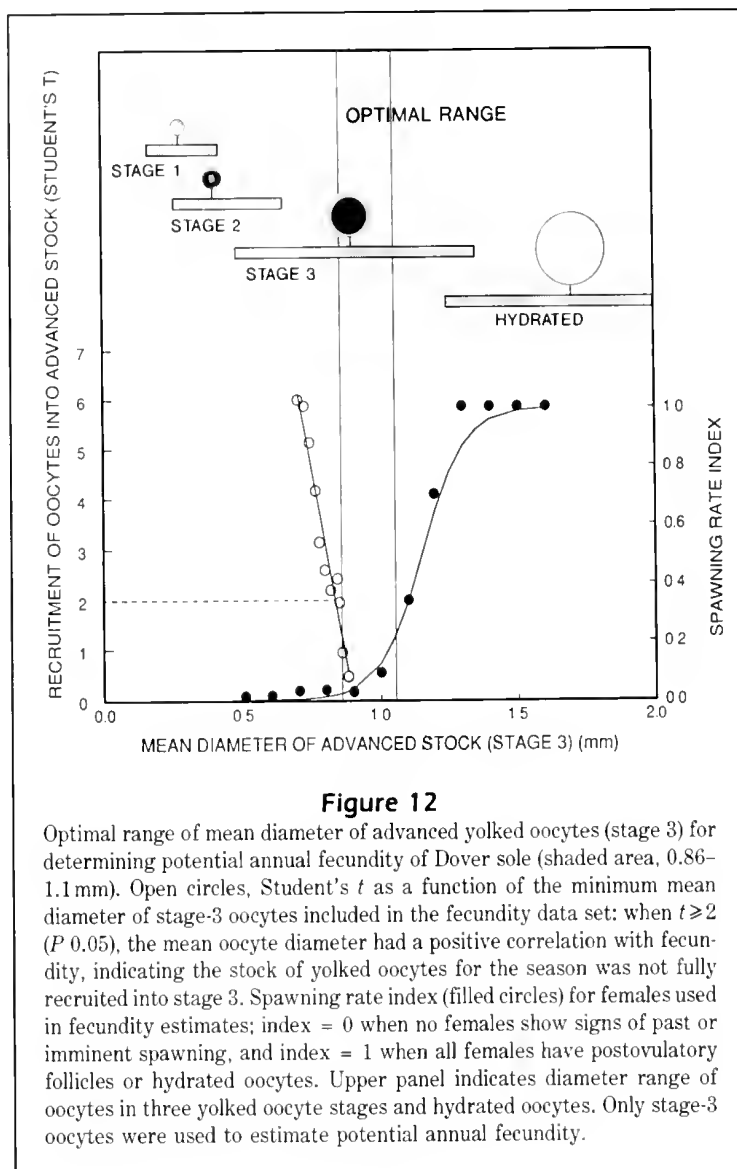 OPTIMAL RANGE
STAGE 1
STAGE 2
STAGE 3
HYDRATED
RECRUITMENT OF OOCYTES INTO ADVANCED STOCK (STUDENT'S T)
7
6
5
4
3
2
1
0
SPAWNING RATE INDEX
1 0
0 8
0 6
0 4
0 2
0 0
0 0
0 5
1 0
1 5
2.0
MEAN DIAMETER OF ADVANCED STOCK (STAGE 3) (mm)
Figure 12
Optimal range of mean diameter of advanced yolked oocytes (stage 3) for
determining potential annual fecundity of Dover sole (shaded area, 0.86–
1.1 mm). Open circles, Student's t as a function of the minimum mean
diameter of stage-3 oocytes included in the fecundity data set: when t⩾2
(P 0.05), the mean oocyte diameter had a positive correlation with fecun-
dity, indicating the stock of yolked oocytes for the season was not fully
recruited into stage 3. Spawning rate index (filled circles) for females used
in fecundity estimates; index = 0 when no females show signs of past or
imminent spawning, and index = 1 when all females have postovulatory
follicles or hydrated oocytes. Upper panel indicates diameter range of
oocytes in three yolked oocyte stages and hydrated oocytes. Only stage-3
oocytes were used to estimate potential annual fecundity.